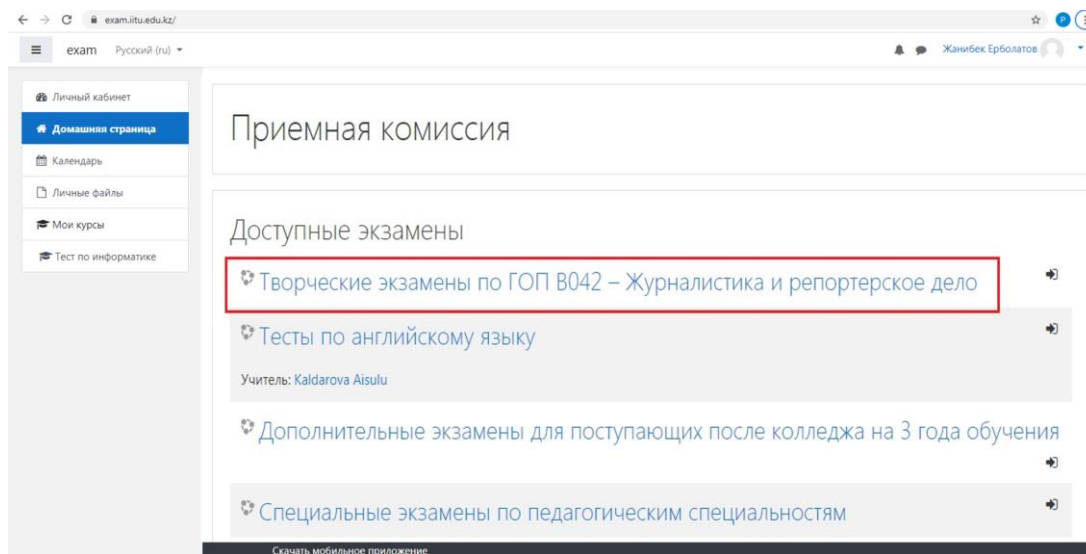 exam.iitu.edu.kz/
P
exam Русский (ru) Жанибек Ерболатов
Личный кабинет
Домашняя страница
Календарь
Личные файлы
Мои курсы
Тест по информатике
Приемная комиссия
Доступные экзамены
Творческие экзамены по ГОП В042 – Журналистика и репортерское дело
Тесты по английскому языку
Учитель: Kaldarova Aisulu
Дополнительные экзамены для поступающих после колледжа на 3 года обучения
Специальные экзамены по педагогическим специальностям
Скачать мобильное приложение